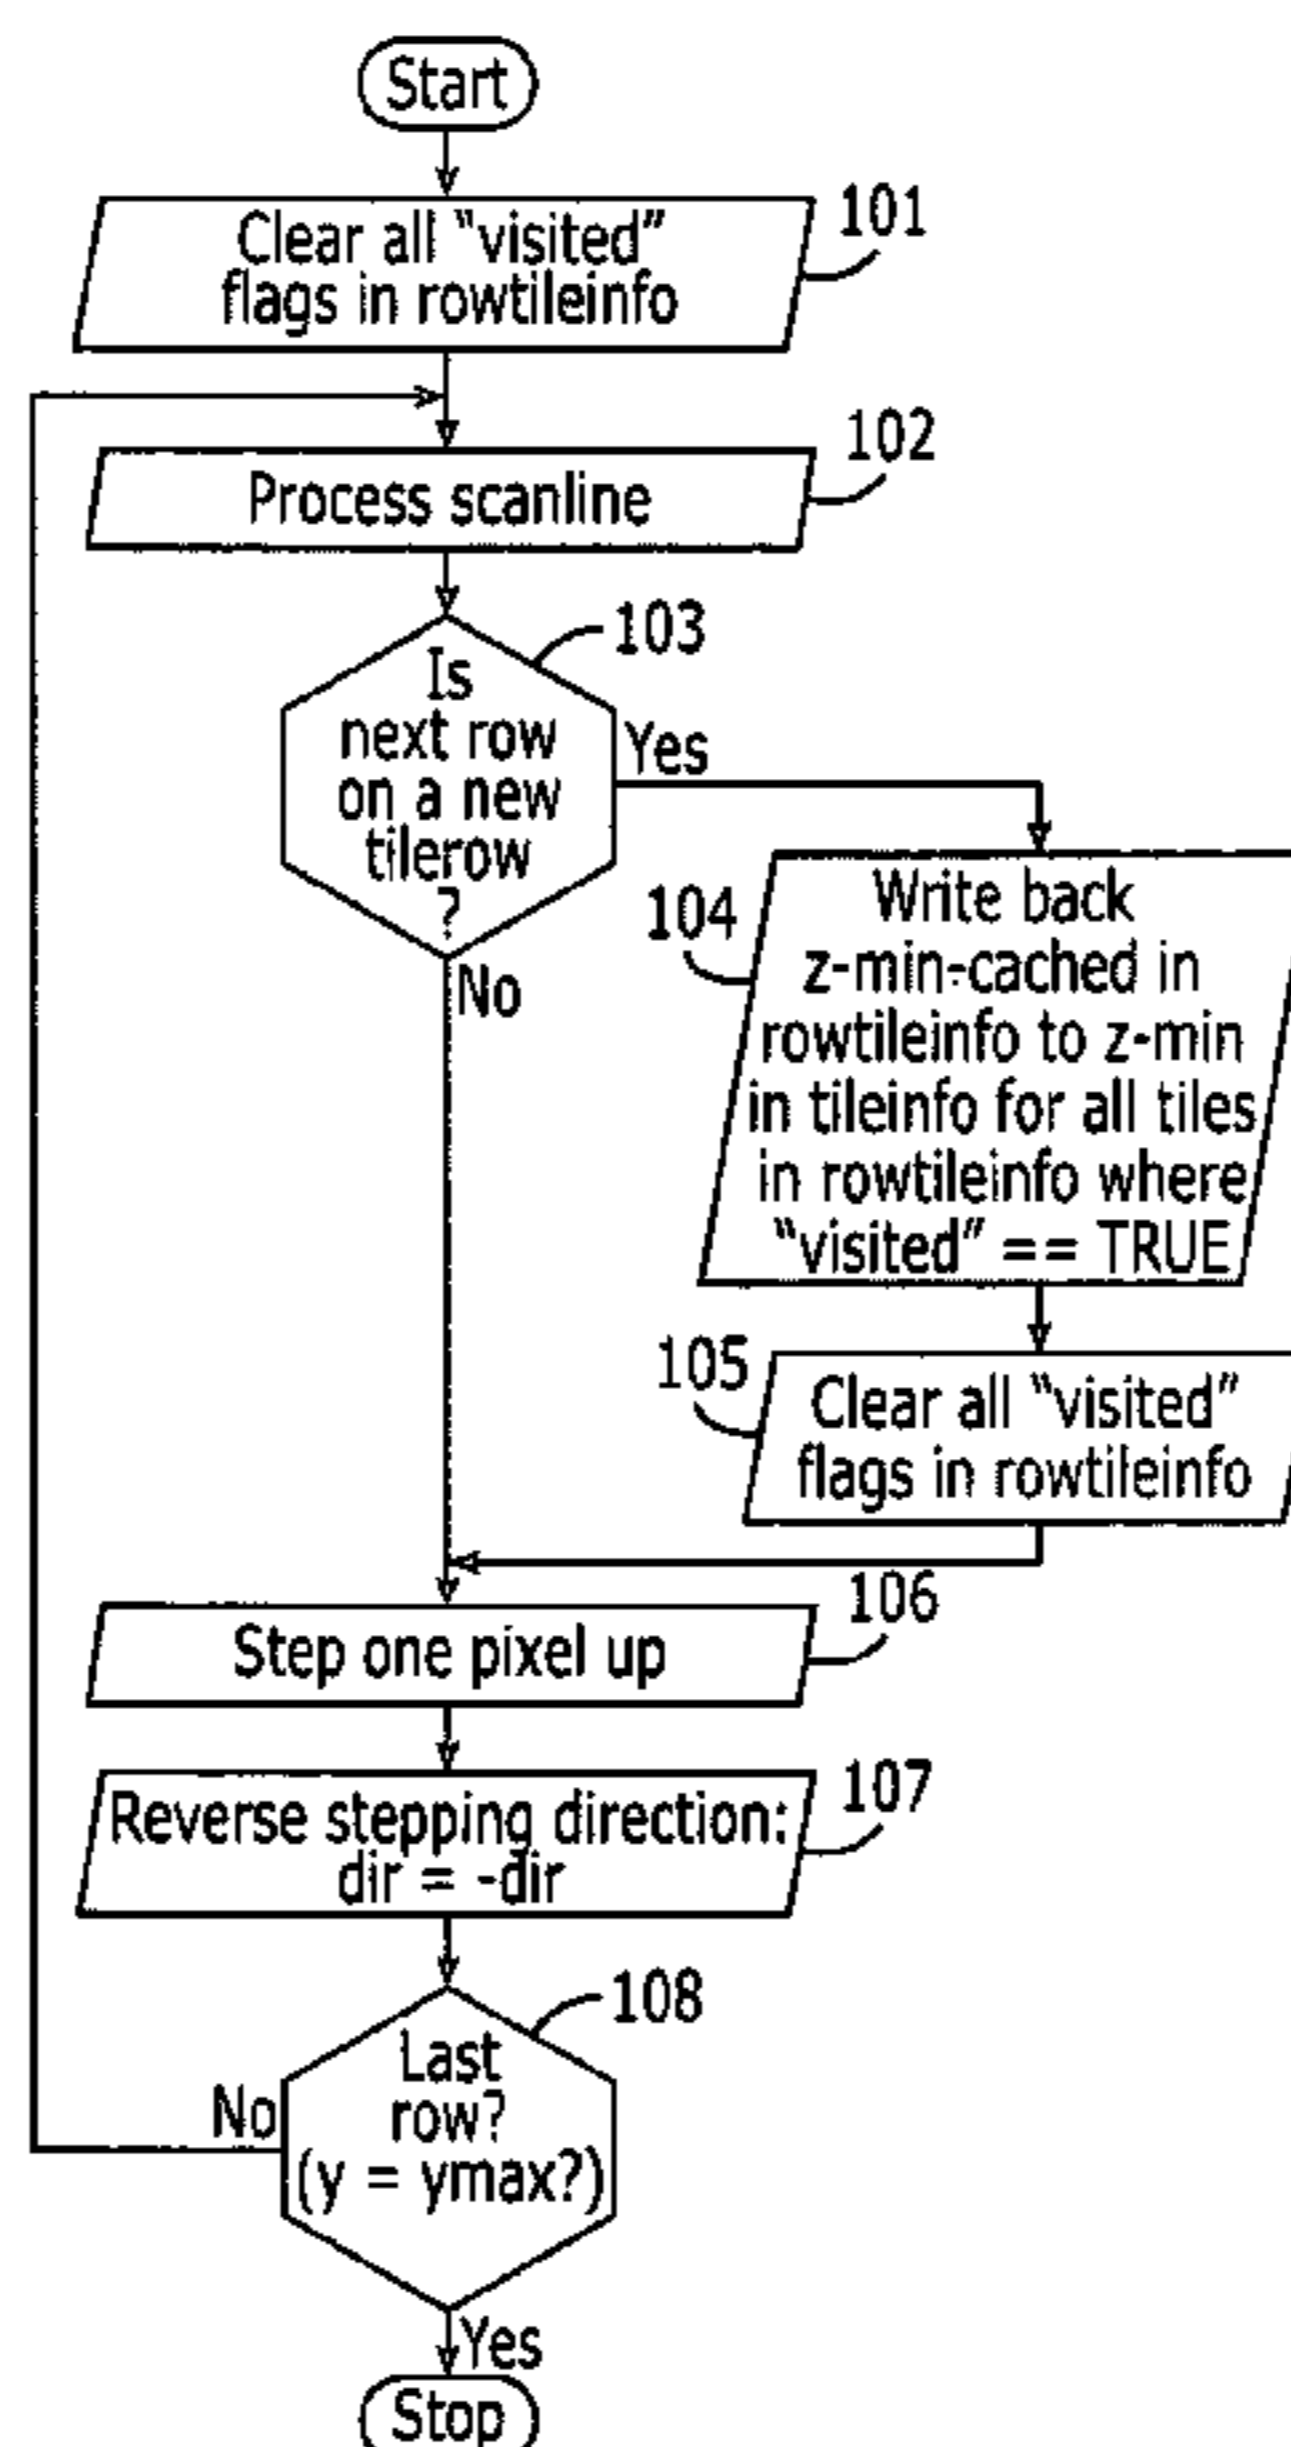 Start
Clear all “visited”
flags in rowtileinfo
101
Process scanline
102
103
Is
next row
on a new
tilerow
?
Yes
No
104
Write back
z-min-cached in
rowtileinfo to z-min
in tileinfo for all tiles
in rowtileinfo where
“visited” == TRUE
105
Clear all “visited”
flags in rowtileinfo
106
Step one pixel up
107
Reverse stepping direction:
dir = -dir
108
Last
row?
(y = ymax?)
No
Yes
Stop